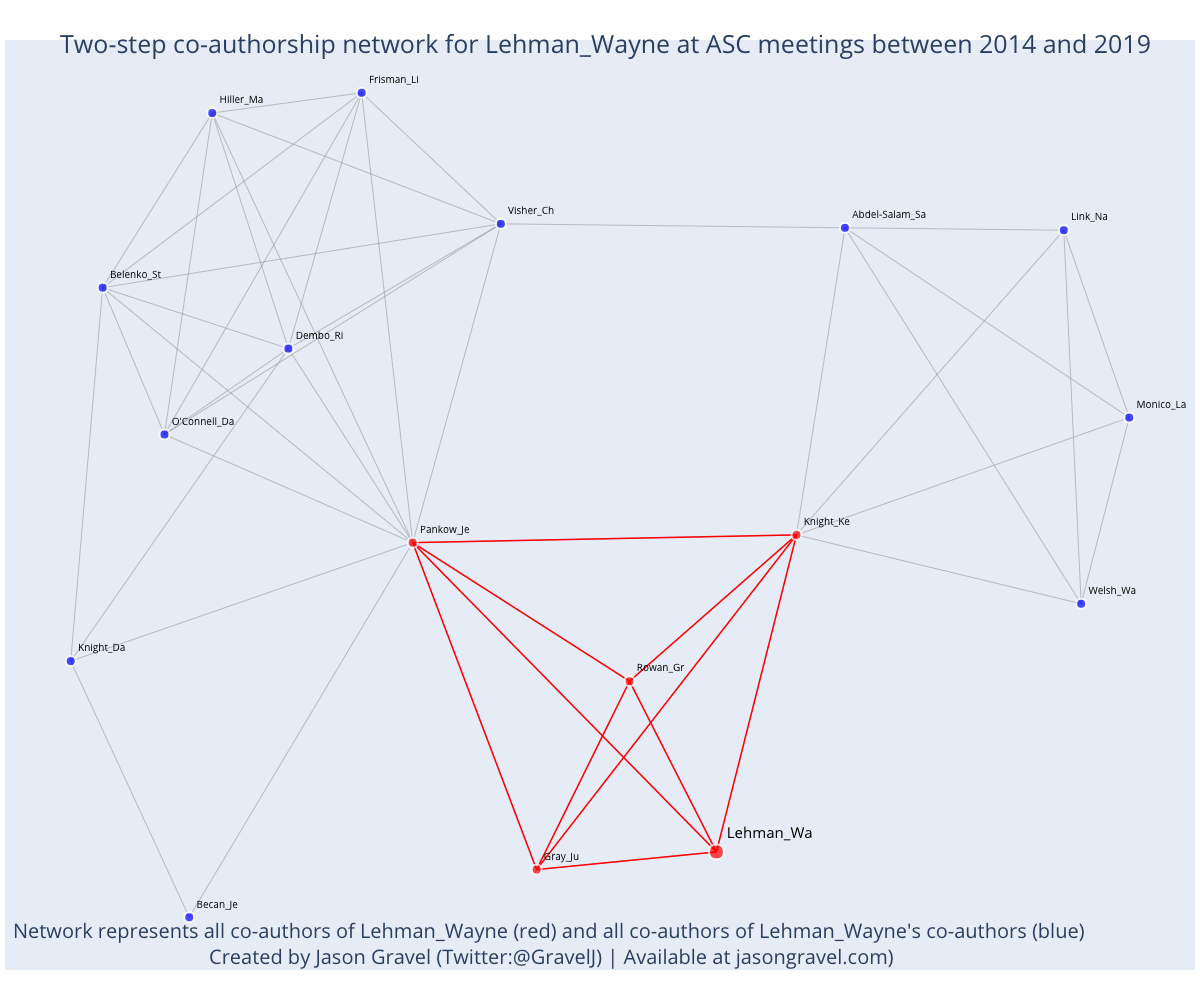 Two-step co-authorship network for Lehman_Wayne at ASC meetings between 2014 and 2019
Frisman_Li
Hiller_Ma
Visher_Ch
Abdel-Salam_Sa
Link_Na
Belenko_St
Dembo_Ri
Monico_La
O'Connell_Da
Pankow_Je
Knight_Ke
Welsh_Wa
Knight_Da
Rowan_Gr
Lehman_Wa
Gray_Ju
Becan_Je
Network represents all co-authors of Lehman_Wayne (red) and all co-authors of Lehman_Wayne's co-authors (blue)
Created by Jason Gravel (Twitter:@GravelJ) | Available at jasongravel.com)